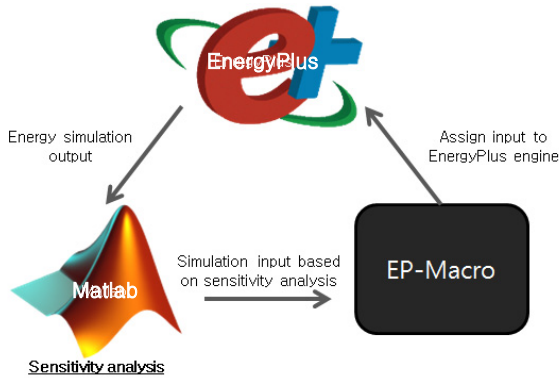 EnergyPlus
Energy simulation
output
Assign input to
EnergyPlus engine
Matlab
Simulation input based
on sensitivity analysis
EP-Macro
Sensitivity analysis